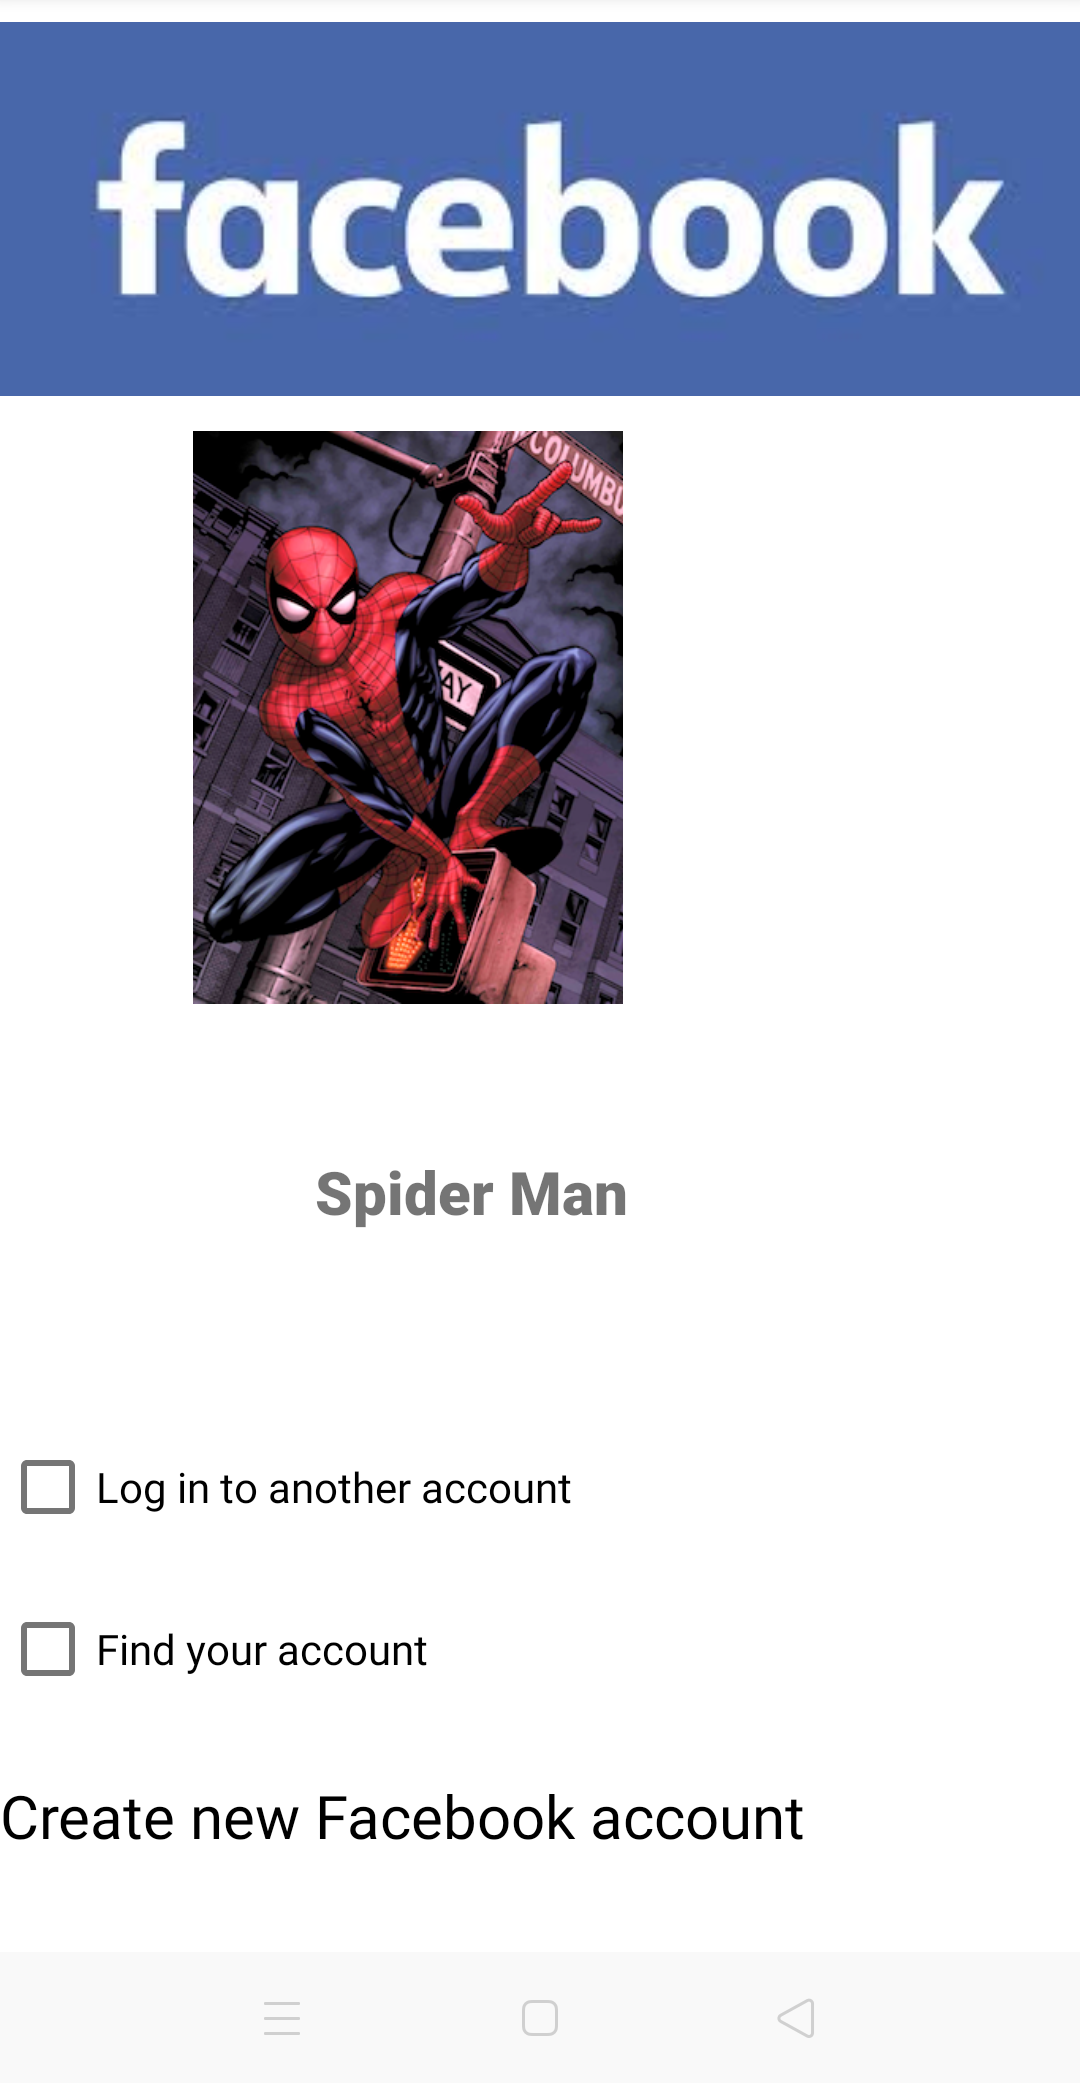 facebook
COLUMBU
AY
Spider Man
Log in to another account
Find your account
Create new Facebook account